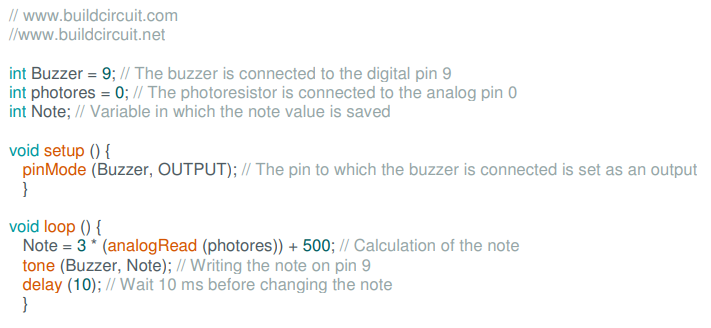 // www.buildcircuit.com
//www.buildcircuit.net
int Buzzer = 9; // The buzzer is connected to the digital pin 9
int photores = 0; // The photoresistor is connected to the analog pin 0
int Note; // Variable in which the note value is saved
void setup () {
pinMode (Buzzer, OUTPUT); // The pin to which the buzzer is connected is set as an output
}
void loop () {
Note = 3 * (analogRead (photores)) + 500; // Calculation of the note
tone (Buzzer, Note); // Writing the note on pin 9
delay (10); // Wait 10 ms before changing the note
}